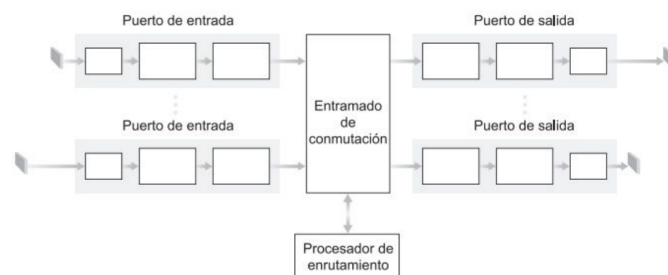 Puerto de entrada
Puerto de salida
Entramado
de
conmutación
Puerto de entrada
Puerto de salida
Procesador de
enrutamiento